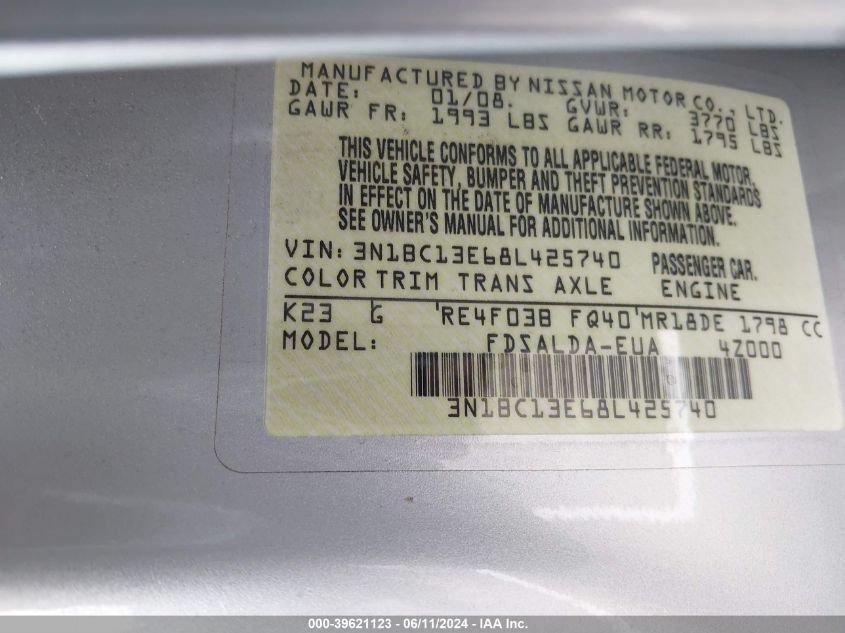 MANUFACTURED BY NISSAN MOTOR CO., LTD.
DATE: 01/08. GVWR: 3770 LBS
GAWR FR: 1993 LBS GAWR RR: 1795 LBS
THIS VEHICLE CONFORMS TO ALL APPLICABLE FEDERAL MOTOR
VEHICLE SAFETY, BUMPER AND THEFT PREVENTION STANDARDS
IN EFFECT ON THE DATE OF MANUFACTURE SHOWN ABOVE.
SEE OWNER'S MANUAL FOR ADDITIONAL INFORMATION.
VIN: 3N1BC13E68L425740 PASSENGER CAR.
COLOR TRIM TRANS AXLE ENGINE
K23 G RE4F03B FQ40 MR18DE 1798 CC
MODEL: FDSALDA-EUA 4Z000
3N1BC13E68L425740
000-39621123 - 06/11/2024 - IAA Inc.